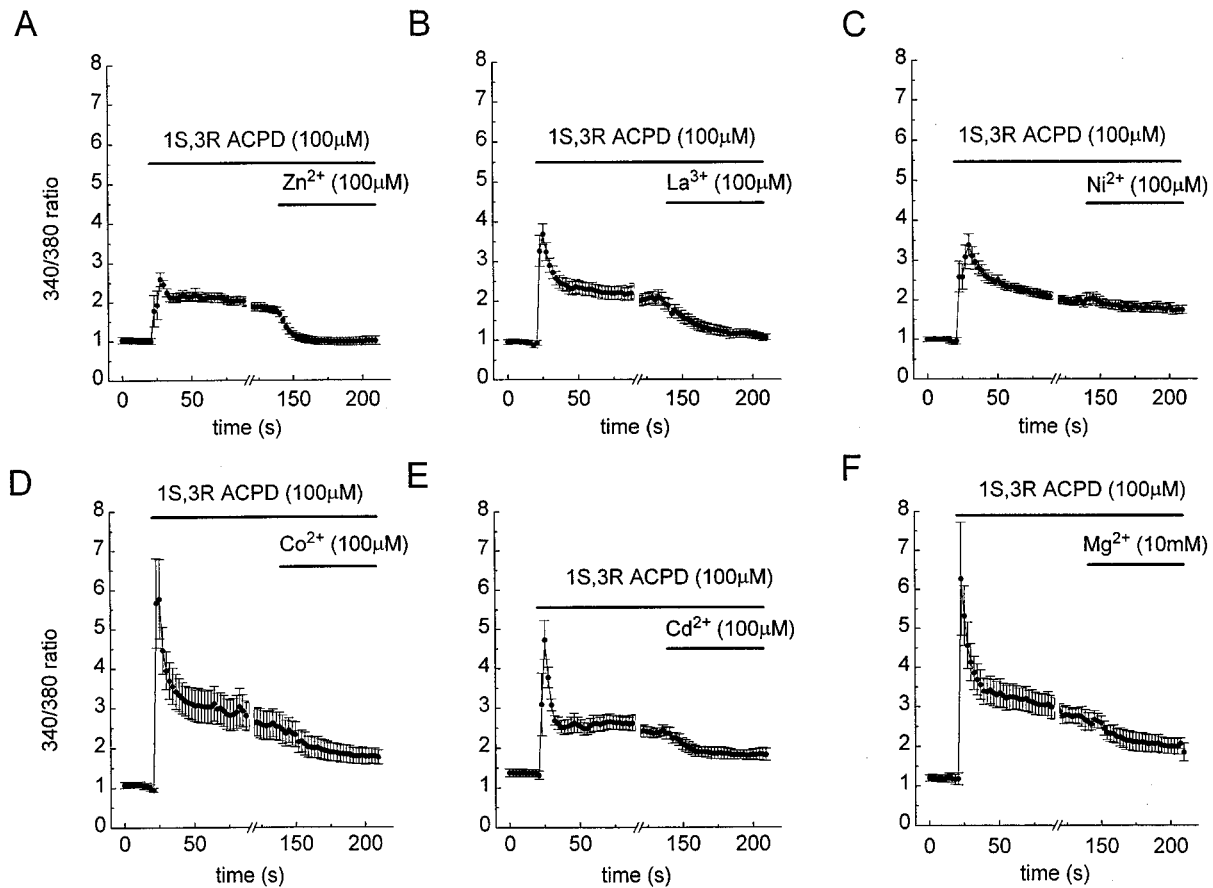 A
8
7
6
5
4
3
2
1
0
340/380 ratio
1S,3R ACPD (100μM)
Zn²⁺ (100μM)
0 50 150 200
time (s)
B
8
7
6
5
4
3
2
1
0
1S,3R ACPD (100μM)
La³⁺ (100μM)
0 50 150 200
time (s)
C
8
7
6
5
4
3
2
1
0
1S,3R ACPD (100μM)
Ni²⁺ (100μM)
0 50 150 200
time (s)
D
8
7
6
5
4
3
2
1
0
340/380 ratio
1S,3R ACPD (100μM)
Co²⁺ (100μM)
0 50 150 200
time (s)
E
8
7
6
5
4
3
2
1
0
1S,3R ACPD (100μM)
Cd²⁺ (100μM)
0 50 150 200
time (s)
F
8
7
6
5
4
3
2
1
0
1S,3R ACPD (100μM)
Mg²⁺ (10mM)
0 50 150 200
time (s)